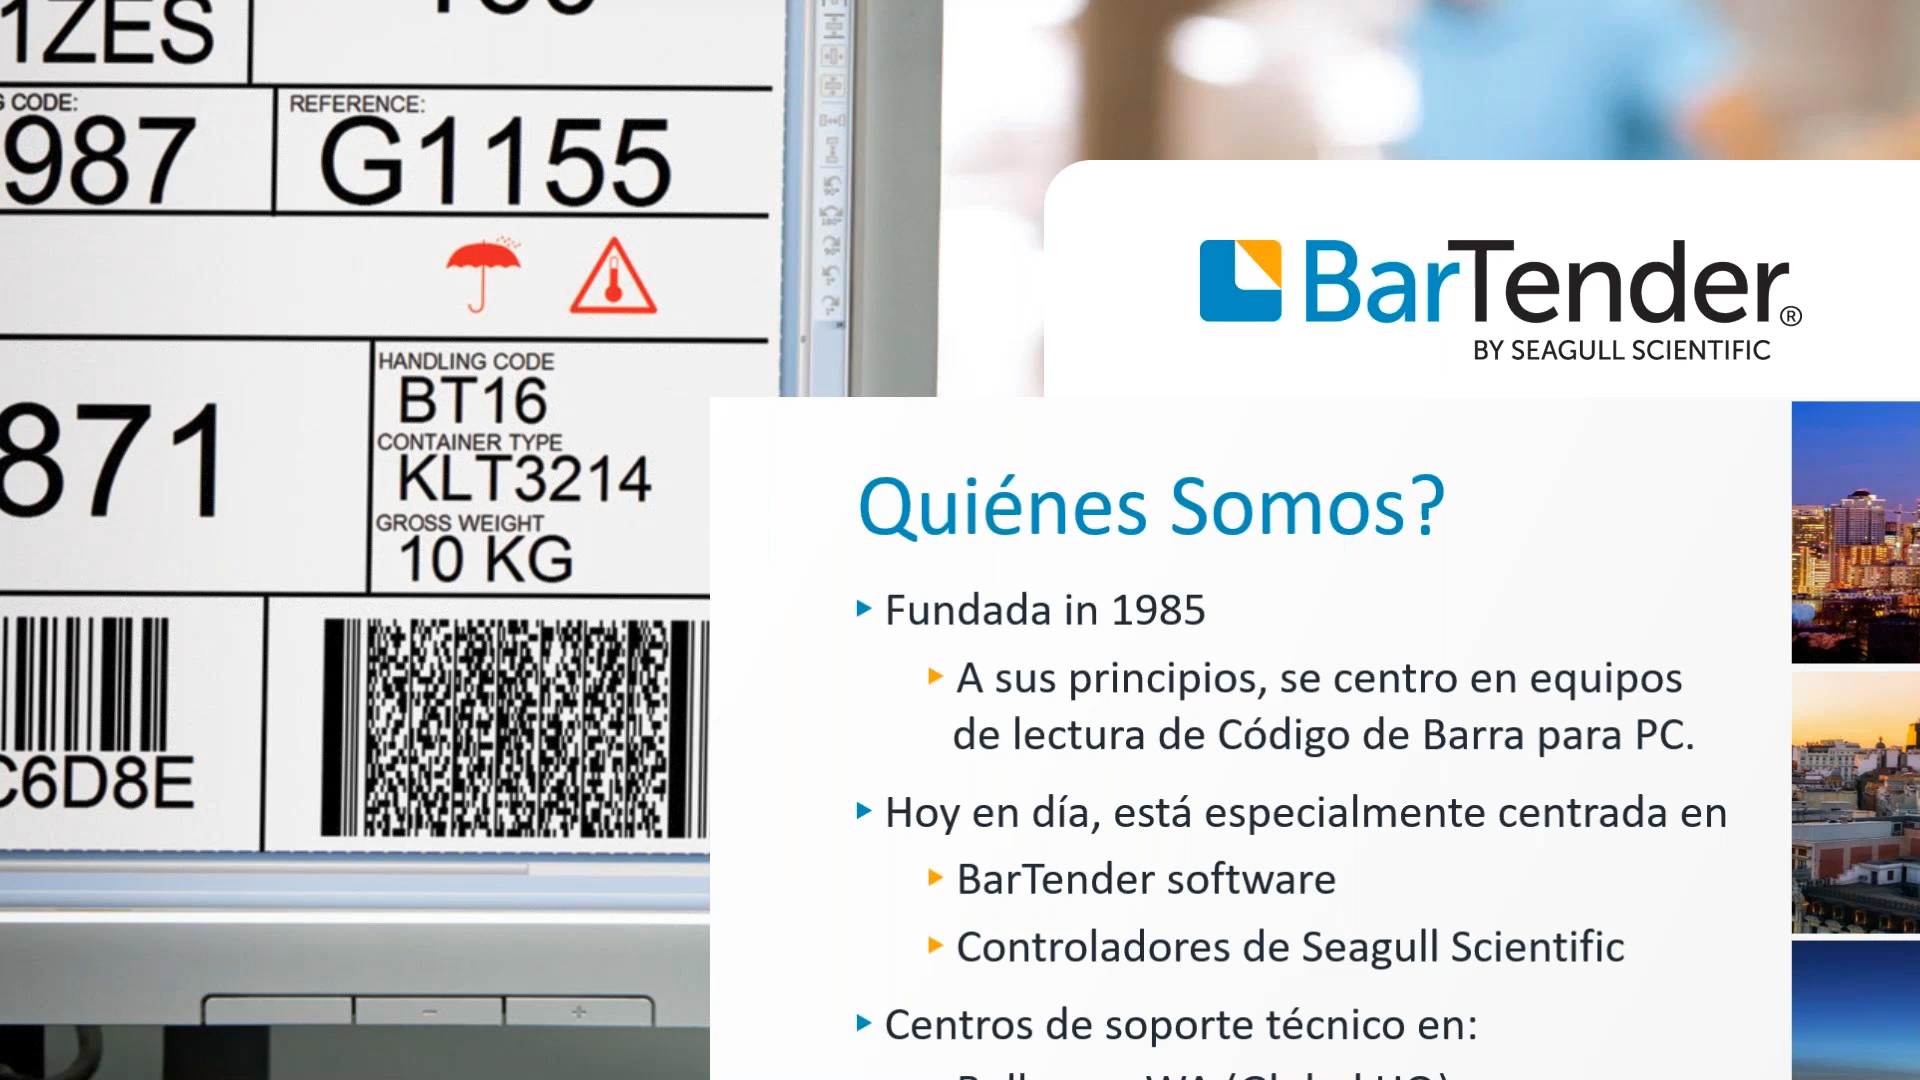 1ZES
G CODE:
987
REFERENCE:
G1155
871
HANDLING CODE
BT16
CONTAINER TYPE
KLT3214
GROSS WEIGHT
10 KG
C6D8E
BarTender®
BY SEAGULL SCIENTIFIC
Quiénes Somos?
Fundada in 1985
A sus principios, se centro en equipos
de lectura de Código de Barra para PC.
Hoy en día, está especialmente centrada en
BarTender software
Controladores de Seagull Scientific
Centros de soporte técnico en: